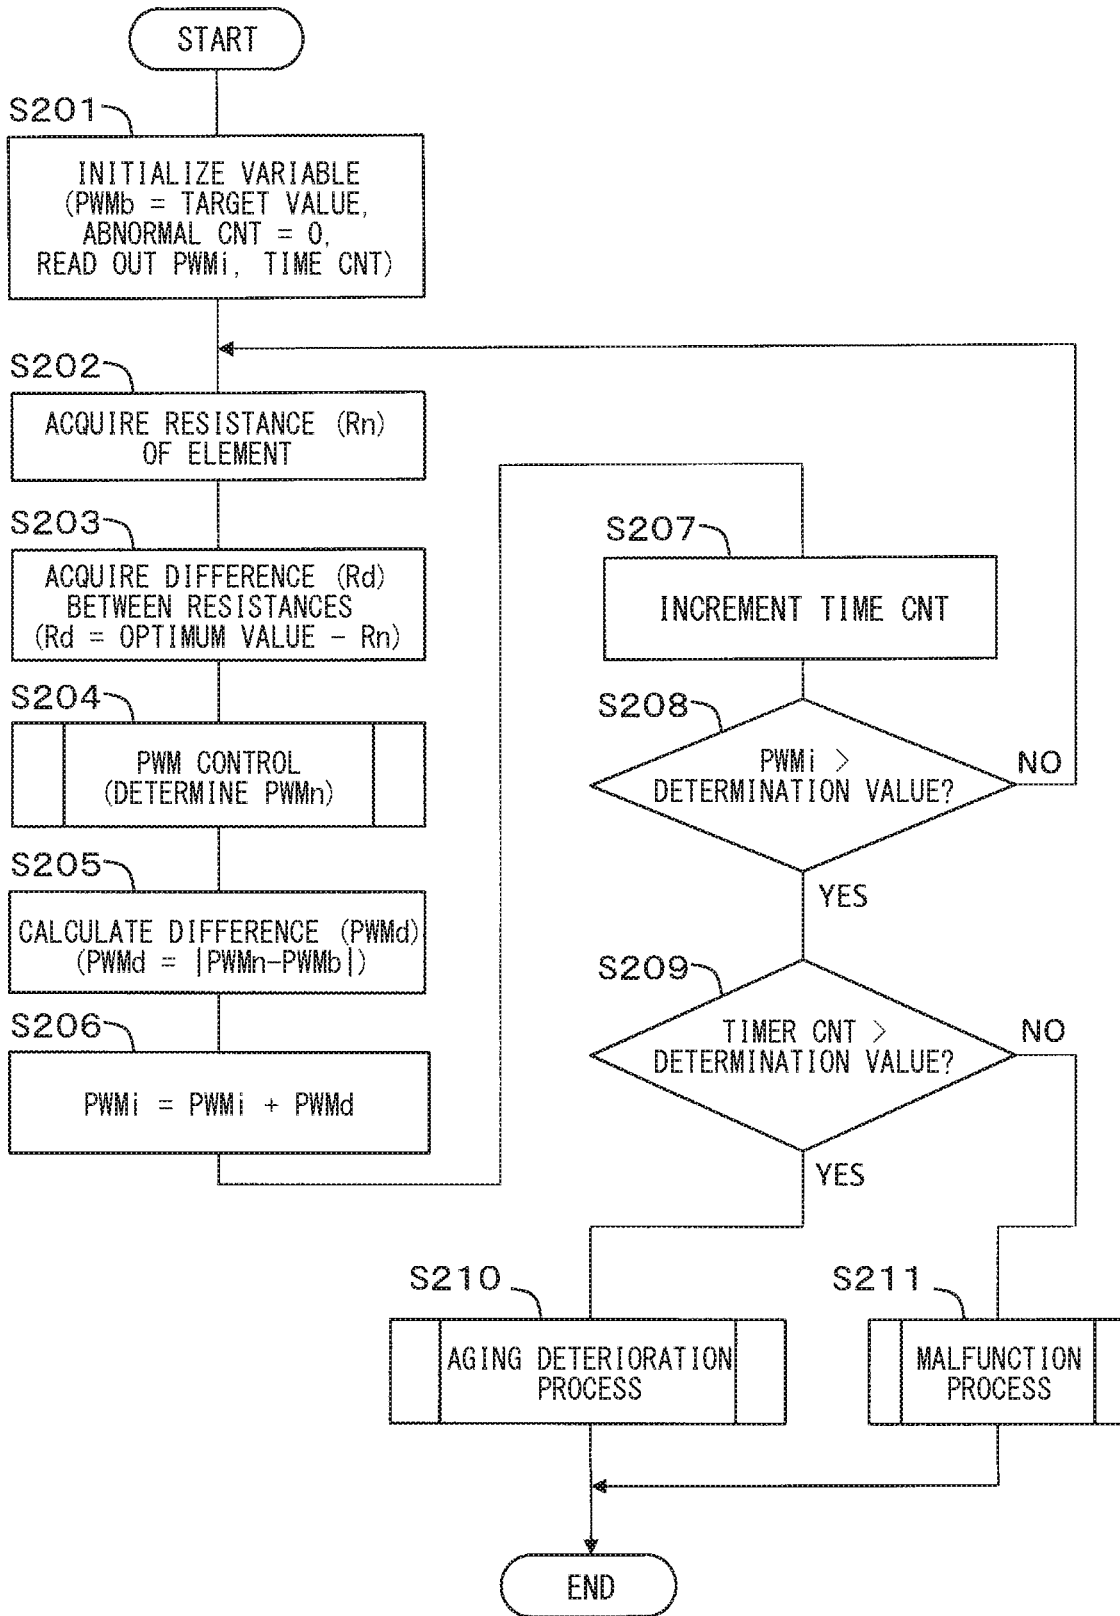 START
S201
INITIALIZE VARIABLE
(PWMb = TARGET VALUE,
ABNORMAL CNT = 0,
READ OUT PWMi, TIME CNT)
S202
ACQUIRE RESISTANCE (Rn)
OF ELEMENT
S203
ACQUIRE DIFFERENCE (Rd)
BETWEEN RESISTANCES
(Rd = OPTIMUM VALUE - Rn)
S204
PWM CONTROL
(DETERMINE PWMn)
S205
CALCULATE DIFFERENCE (PWMd)
(PWMd = |PWMn-PWMb|)
S206
PWMi = PWMi + PWMd
S207
INCREMENT TIME CNT
S208
PWMi >
DETERMINATION VALUE?
NO
YES
S209
TIMER CNT >
DETERMINATION VALUE?
NO
YES
S210
AGING DETERIORATION
PROCESS
S211
MALFUNCTION
PROCESS
END